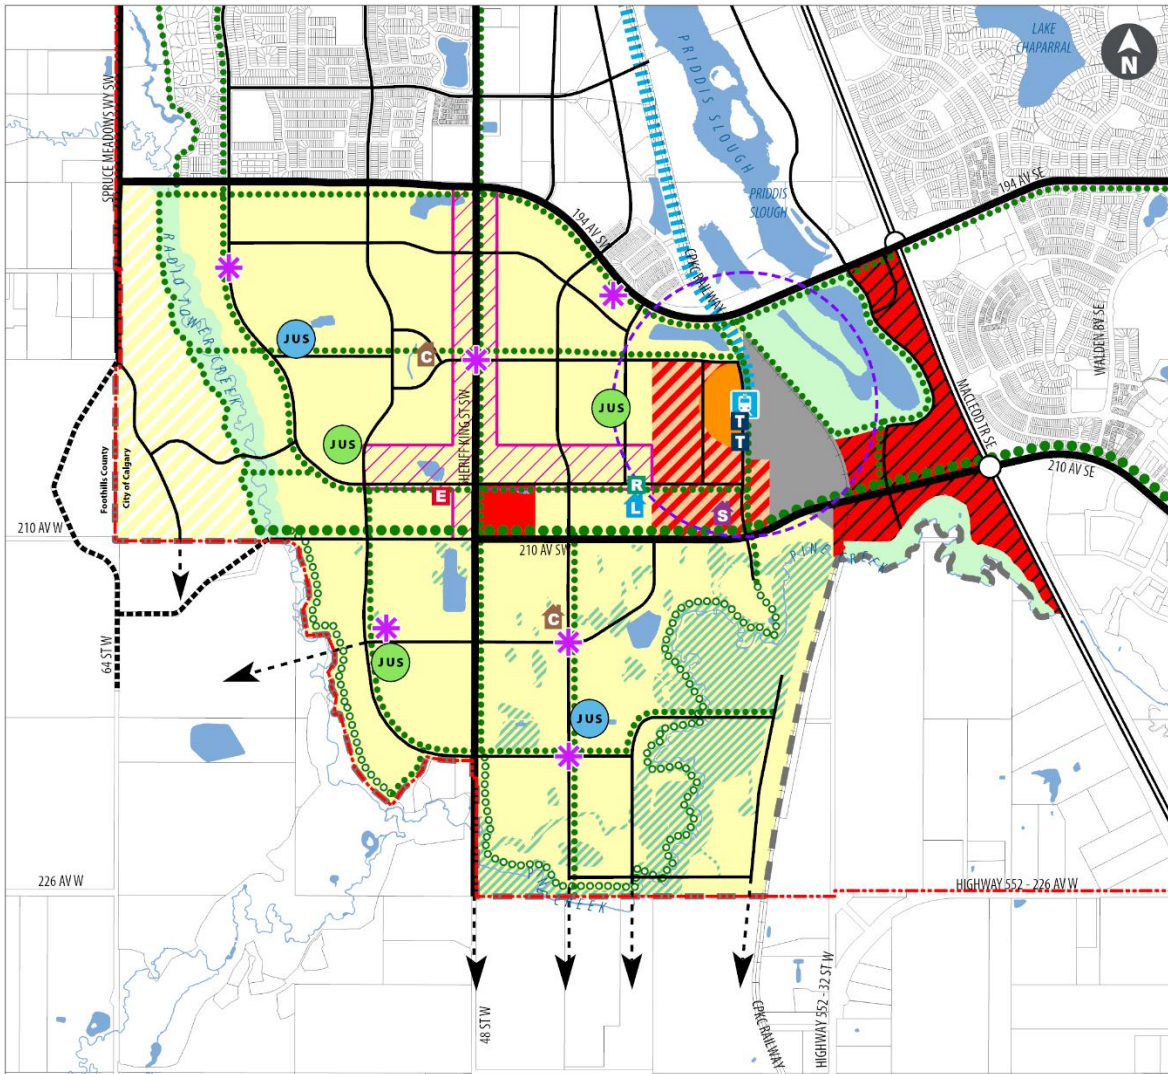 LAKE
CHAPARRAL
N
PRIDDIS SLOUGH
SPRUCE MEADOWS WY SW
PRIDDIS
SLOUGH
194 AV SE
194 AV SW
CPKC RAILWAY
RADIO TOWER CREEK
JUS
C
WALDEN BV SE
MACLEOD TR SE
JUS
T
T
JUS
SHERIFF KING ST SW
Foothills County
City of Calgary
210 AV SE
E
R
L
S
210 AV W
210 AV SW
PINE CREEK
C
64 ST W
JUS
JUS
226 AV W
HIGHWAY 552 - 226 AV W
PINE CREEK
48 ST W
CPKC RAILWAY
HIGHWAY 552 - 32 ST W